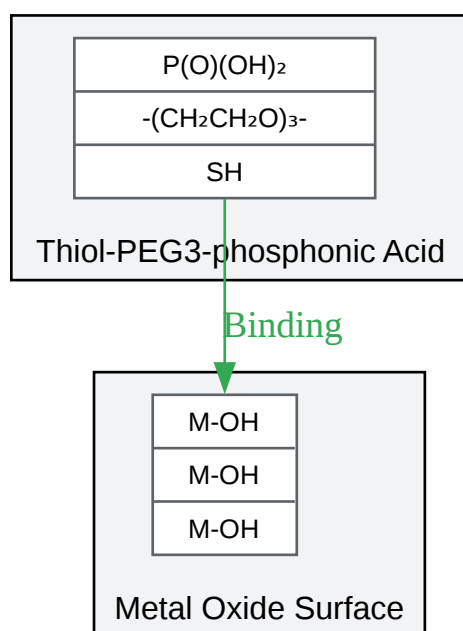 P(O)(OH)₂
-(CH₂CH₂O)₃-
SH
Thiol-PEG3-phosphonic Acid
Binding
M-OH
M-OH
M-OH
Metal Oxide Surface